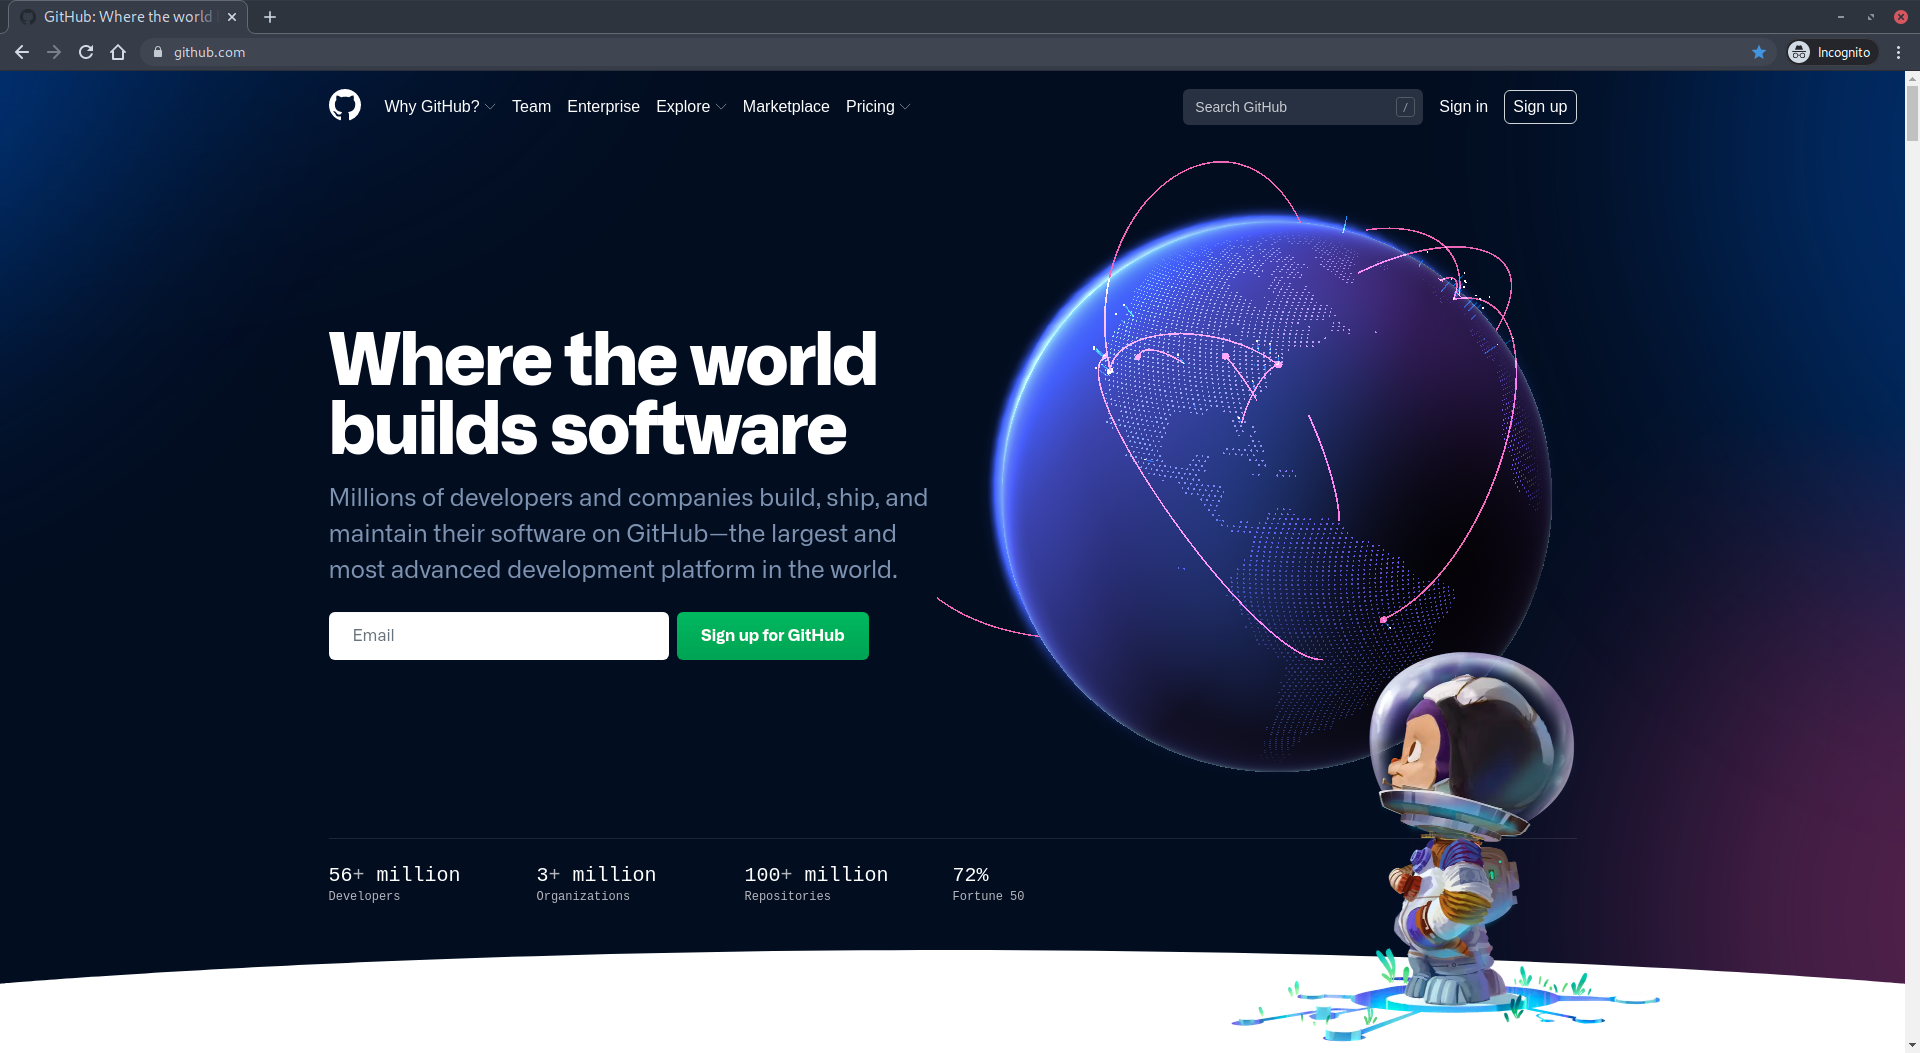 GitHub: Where the world
github.com
Incognito
Why GitHub? Team Enterprise Explore Marketplace Pricing
Search GitHub /
Sign in
Sign up
Where the world
builds software
Millions of developers and companies build, ship, and
maintain their software on GitHub—the largest and
most advanced development platform in the world.
Email
Sign up for GitHub
56+ million
Developers
3+ million
Organizations
100+ million
Repositories
72%
Fortune 50